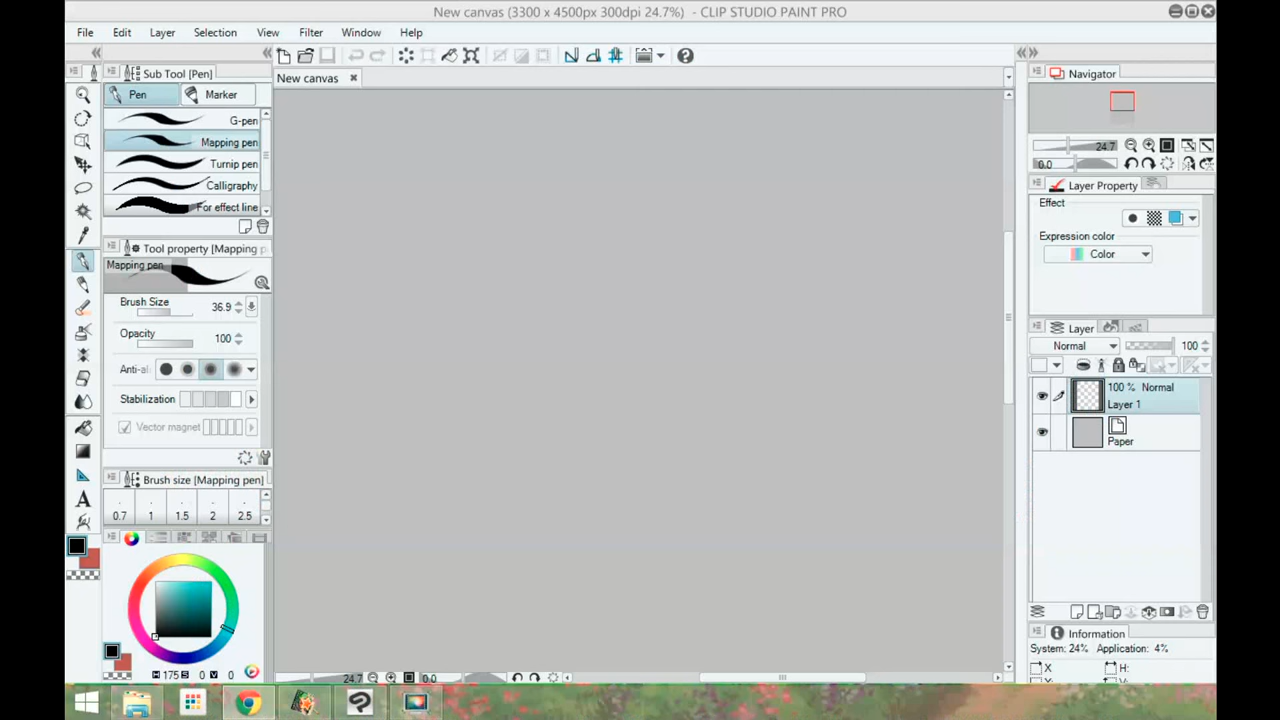 New canvas (3300 x 4500px 300dpi 24.7%) - CLIP STUDIO PAINT PRO
File Edit Layer Selection View Filter Window Help
Sub Tool [Pen]
Pen Marker
G-pen
Mapping pen
Turnip pen
Calligraphy
For effect line
Tool property [Mapping p
Mapping pen
Brush Size 36.9
Opacity 100
Anti-al
Stabilization
Vector magnet
Brush size [Mapping pen]
0.7 1 1.5 2 2.5
H 175 S 0 V 0
New canvas
24.7 0.0
Navigator
24.7
0.0
Layer Property
Effect
Expression color
Color
Layer
Normal 100
100 % Normal
Layer 1
Paper
Information
System: 24% Application: 4%
X H: